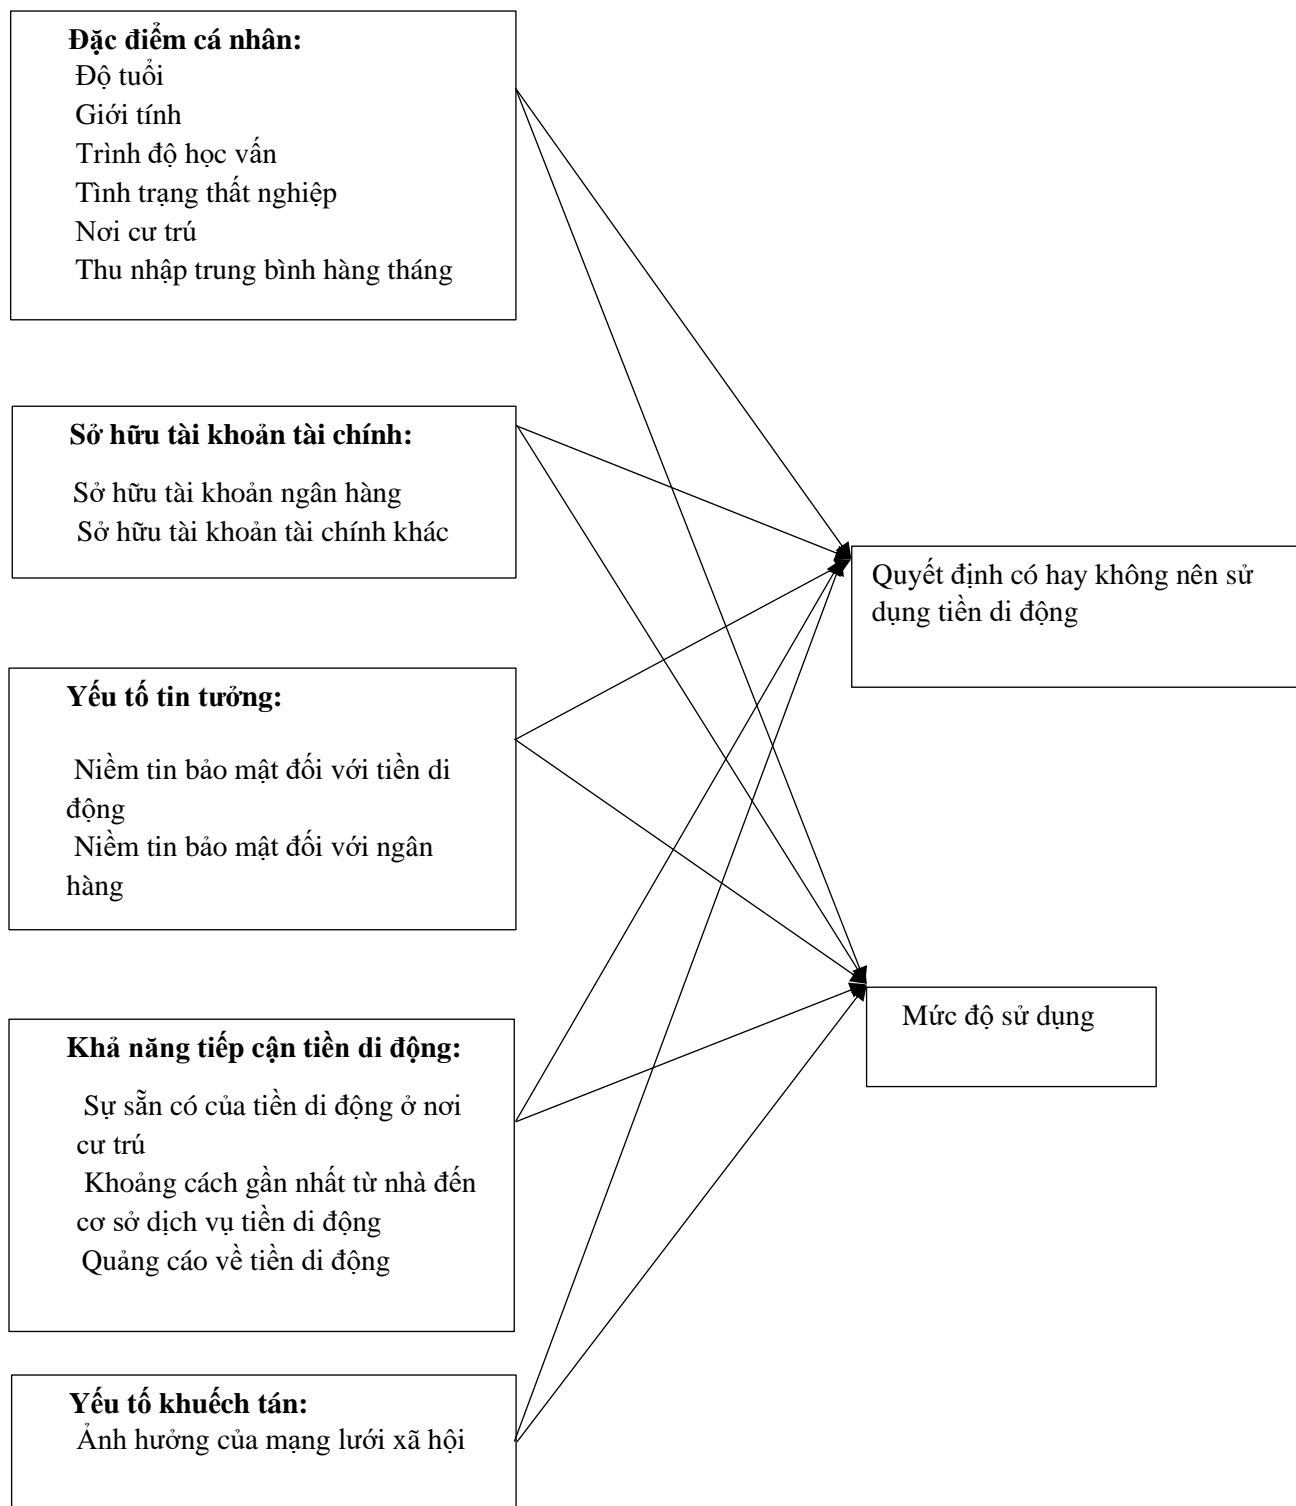 Đặc điểm cá nhân:
Độ tuổi
Giới tính
Trình độ học vấn
Tình trạng thất nghiệp
Nơi cư trú
Thu nhập trung bình hàng tháng
Sở hữu tài khoản tài chính:
Sở hữu tài khoản ngân hàng
Sở hữu tài khoản tài chính khác
Yếu tố tin tưởng:
Niềm tin bảo mật đối với tiền di
động
Niềm tin bảo mật đối với ngân
hàng
Khả năng tiếp cận tiền di động:
Sự sẵn có của tiền di động ở nơi
cư trú
Khoảng cách gần nhất từ nhà đến
cơ sở dịch vụ tiền di động
Quảng cáo về tiền di động
Yếu tố khuếch tán:
Ảnh hưởng của mạng lưới xã hội
Quyết định có hay không nên sử
dụng tiền di động
Mức độ sử dụng